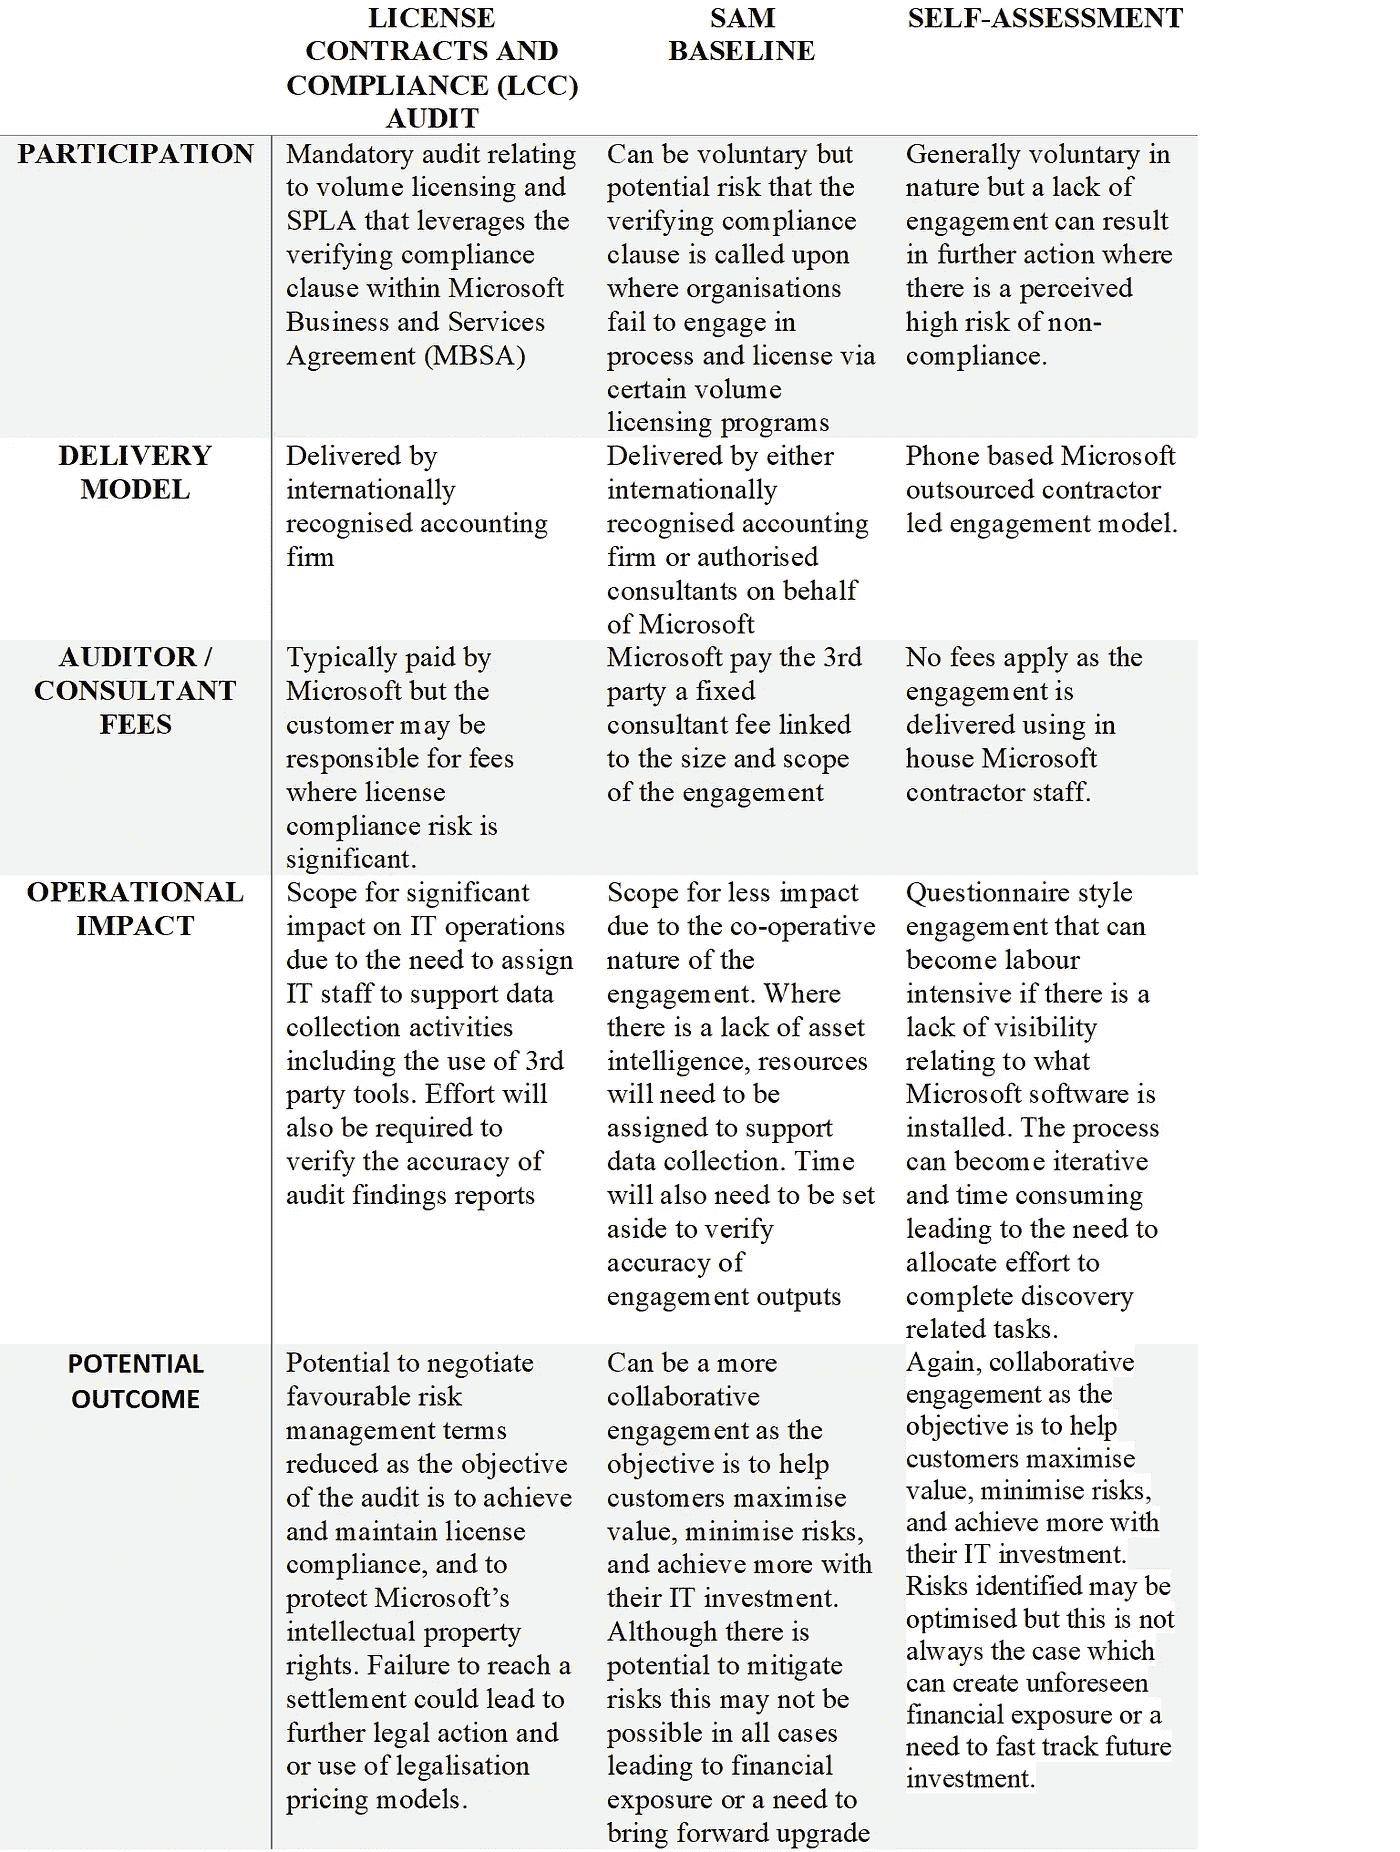 LICENSE
CONTRACTS AND
COMPLIANCE (LCC)
AUDIT
SAM
BASELINE
SELF-ASSESSMENT
PARTICIPATION
Mandatory audit relating
to volume licensing and
SPLA that leverages the
verifying compliance
clause within Microsoft
Business and Services
Agreement (MBSA)
Can be voluntary but
potential risk that the
verifying compliance
clause is called upon
where organisations
fail to engage in
process and license via
certain volume
licensing programs
Generally voluntary in
nature but a lack of
engagement can result
in further action where
there is a perceived
high risk of non-
compliance.
DELIVERY
MODEL
Delivered by
internationally
recognised accounting
firm
Delivered by either
internationally
recognised accounting
firm or authorised
consultants on behalf
of Microsoft
Phone based Microsoft
outsourced contractor
led engagement model.
AUDITOR /
CONSULTANT
FEES
Typically paid by
Microsoft but the
customer may be
responsible for fees
where license
compliance risk is
significant.
Microsoft pay the 3rd
party a fixed
consultant fee linked
to the size and scope
of the engagement
No fees apply as the
engagement is
delivered using in
house Microsoft
contractor staff.
OPERATIONAL
IMPACT
Scope for significant
impact on IT operations
due to the need to assign
IT staff to support data
collection activities
including the use of 3rd
party tools. Effort will
also be required to
verify the accuracy of
audit findings reports
Scope for less impact
due to the co-operative
nature of the
engagement. Where
there is a lack of asset
intelligence, resources
will need to be
assigned to support
data collection. Time
will also need to be set
aside to verify
accuracy of
engagement outputs
Questionnaire style
engagement that can
become labour
intensive if there is a
lack of visibility
relating to what
Microsoft software is
installed. The process
can become iterative
and time consuming
leading to the need to
allocate effort to
complete discovery
related tasks.
POTENTIAL
OUTCOME
Potential to negotiate
favourable risk
management terms
reduced as the objective
of the audit is to achieve
and maintain license
compliance, and to
protect Microsoft’s
intellectual property
rights. Failure to reach a
settlement could lead to
further legal action and
or use of legalisation
pricing models.
Can be a more
collaborative
engagement as the
objective is to help
customers maximise
value, minimise risks,
and achieve more with
their IT investment.
Although there is
potential to mitigate
risks this may not be
possible in all cases
leading to financial
exposure or a need to
bring forward upgrade
Again, collaborative
engagement as the
objective is to help
customers maximise
value, minimise risks,
and achieve more with
their IT investment.
Risks identified may be
optimised but this is not
always the case which
can create unforeseen
financial exposure or a
need to fast track future
investment.